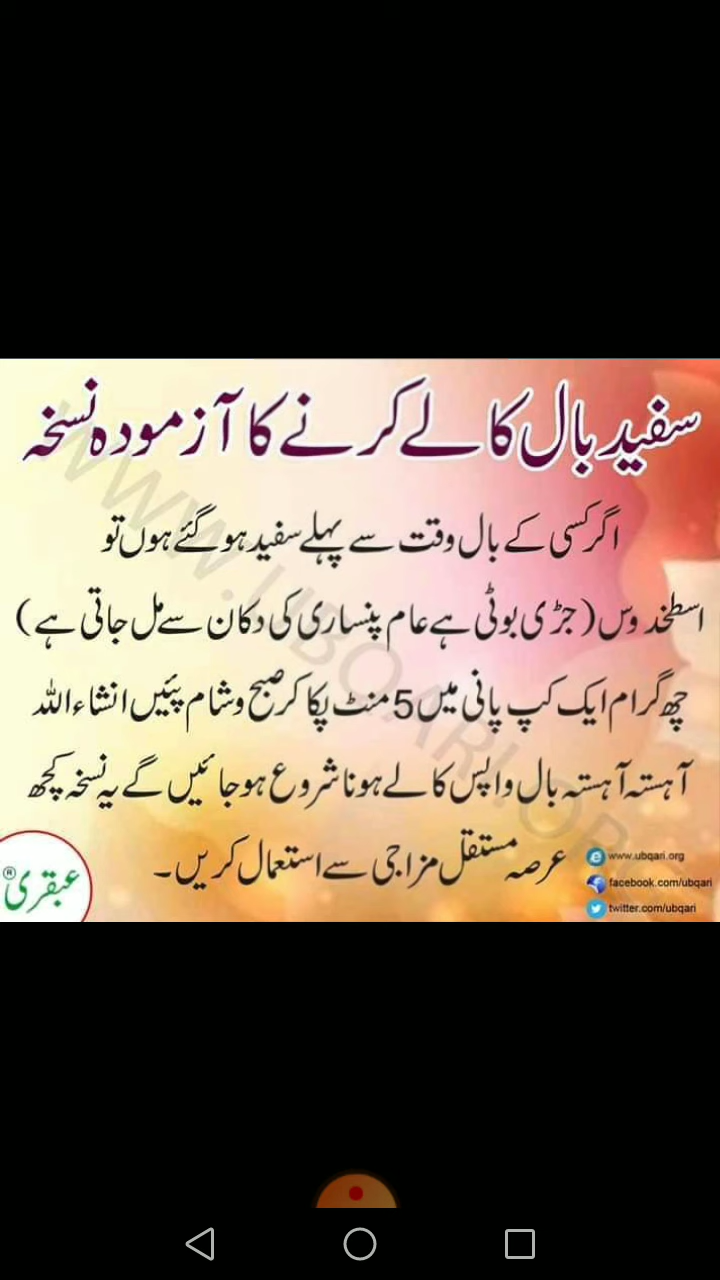 سفید بال کالے کرنے کا آزمودہ نسخہ
اگر کسی کے بال وقت سے پہلے سفید ہو گئے ہوں تو
اسطخدوس (جڑی بوٹی ہے عام پنساری کی دکان سے مل جاتی ہے)
چھ گرام ایک کپ پانی میں 5 منٹ پکا کر صبح و شام پئیں انشاءاللہ
آہستہ آہستہ بال واپس کالے ہونا شروع ہو جائیں گے یہ نسخہ کچھ
عرصہ مستقل مزاجی سے استعمال کریں۔
www.ubqari.org
facebook.com/ubqari
twitter.com/ubqari
عبقری®
WWW.UBQARI.OR